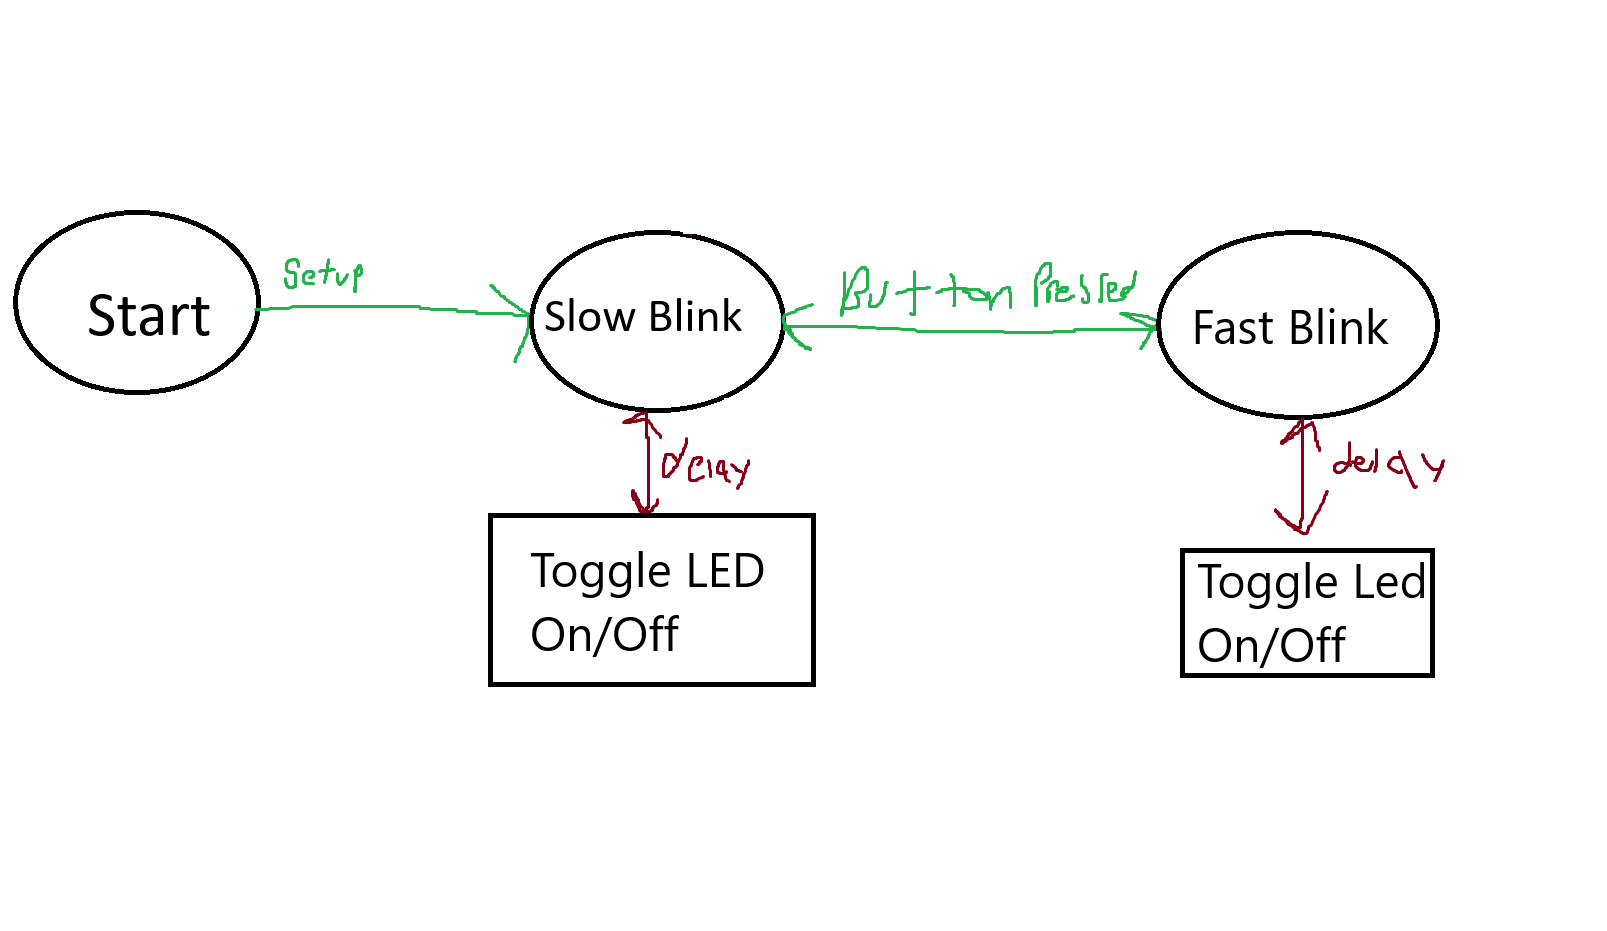 Start
Setup
Slow Blink
Button Pressed
Fast Blink
delay
Toggle LED
On/Off
delay
Toggle Led
On/Off